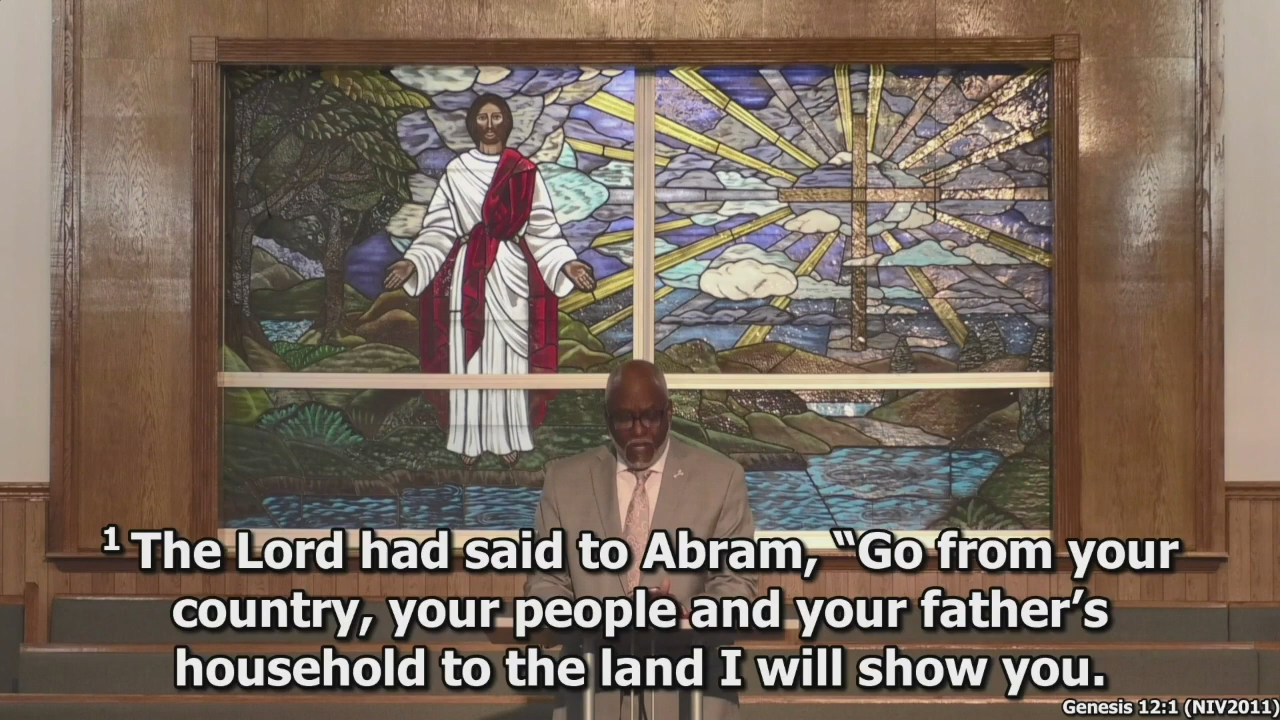 1 The Lord had said to Abram, “Go from your
country, your people and your father’s
household to the land I will show you.
Genesis 12:1 (NIV2011)